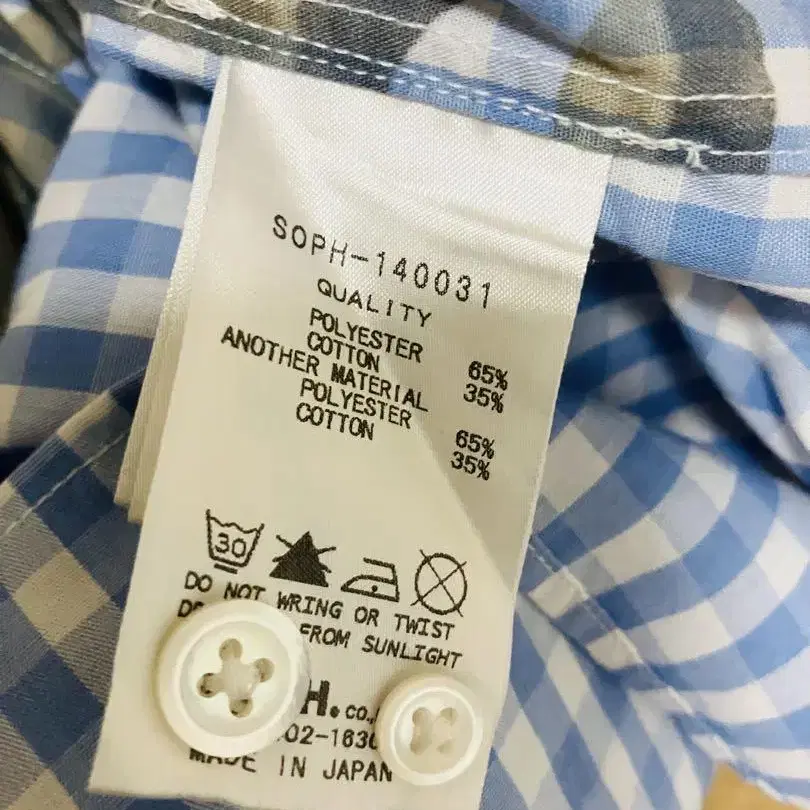 SOPH-140031
QUALITY
POLYESTER 65%
COTTON 35%
ANOTHER MATERIAL
POLYESTER 65%
COTTON 35%
30
DO NOT WRING OR TWIST
FROM SUNLIGHT
H. CO.,
02-1630
MADE IN JAPAN